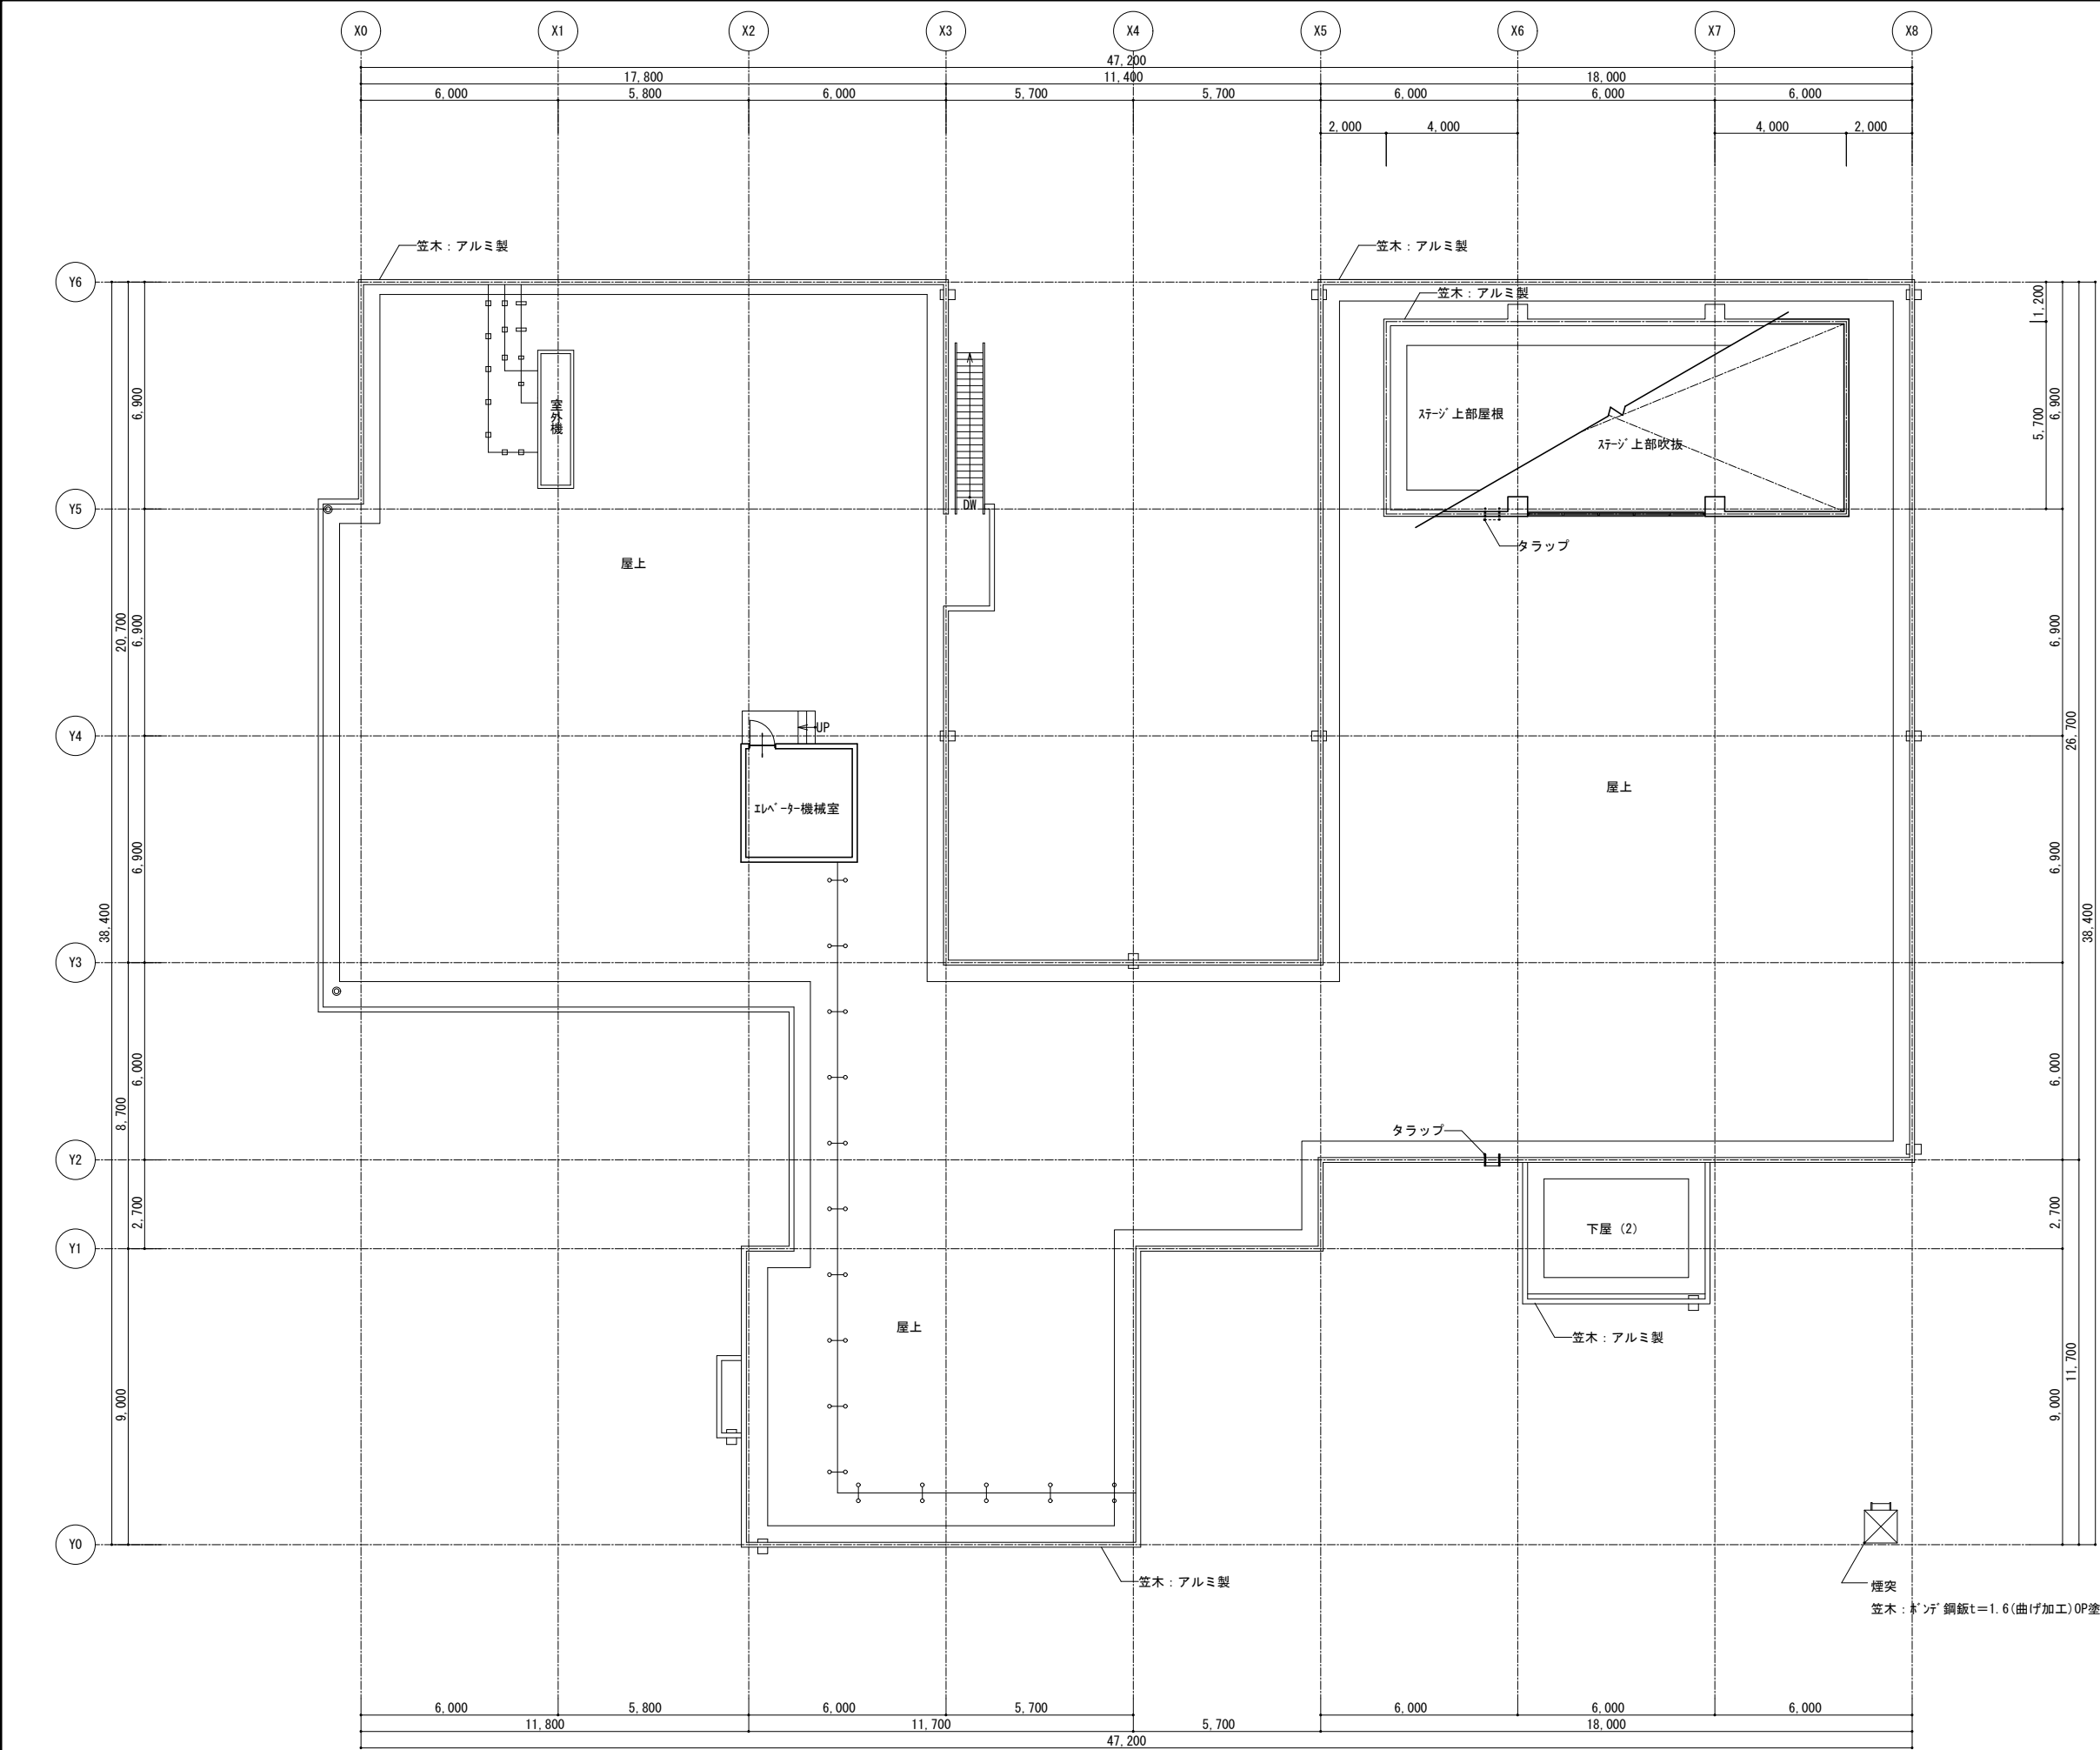 X0 X1 X2 X3 X4 X5 X6 X7 X8
47,200
17,800 11,400 18,000
6,000 5,800 6,000 5,700 5,700 6,000 6,000 6,000
2,000 4,000 4,000 2,000
笠木：アルミ製
笠木：アルミ製
笠木：アルミ製
Y6
Y5
Y4
Y3
Y2
Y1
Y0
6,900
6,900
6,900
6,000
2,700
20,700
8,700
9,000
38,400
1,200
5,700
6,900
6,900
6,900
6,000
2,700
9,000
26,700
11,700
38,400
室外機
ｽﾃｰｼﾞ上部屋根
ｽﾃｰｼﾞ上部吹抜
DW
タラップ
屋上
UP
ｴﾚﾍﾞｰﾀｰ機械室
屋上
タラップ
下屋（2）
屋上
笠木：アルミ製
笠木：アルミ製
煙突
笠木：ﾎﾞﾝﾃﾞ鋼鈑t＝1.6(曲げ加工)OP塗
6,000 5,800 6,000 5,700 6,000 6,000 6,000
11,800 11,700 5,700 18,000
47,200